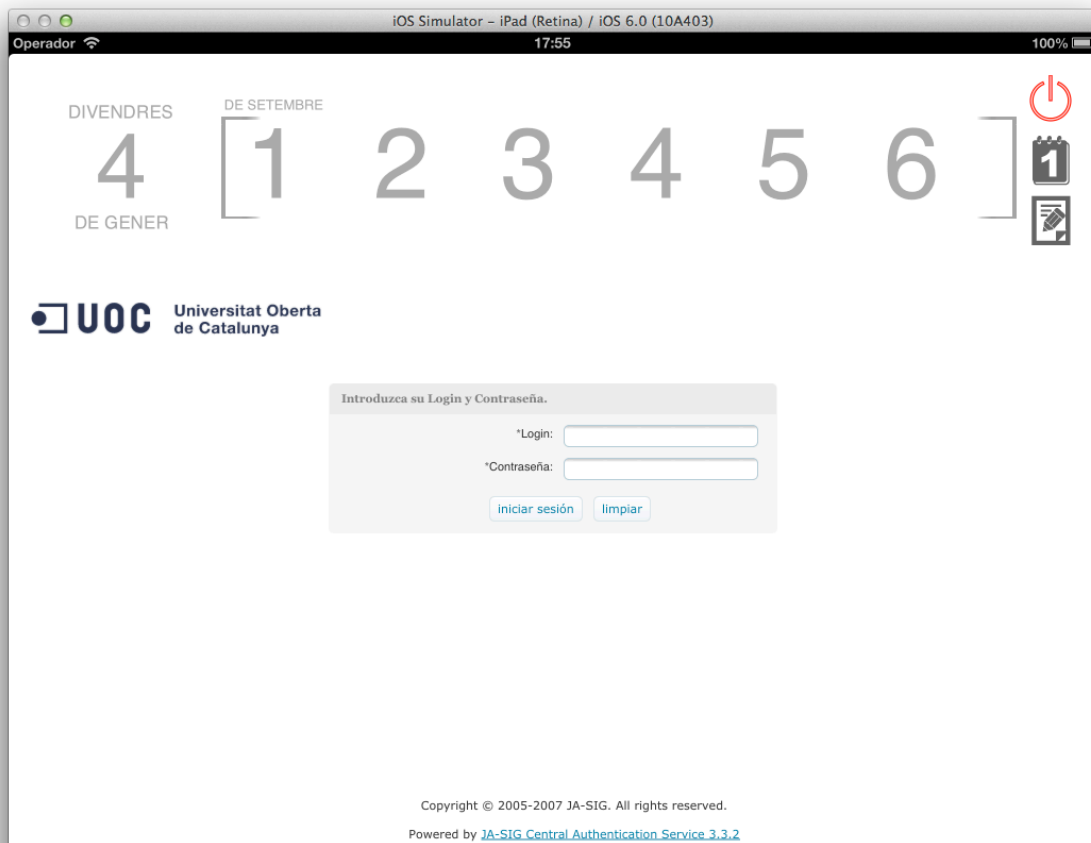 iOS Simulator – iPad (Retina) / iOS 6.0 (10A403)
Operador 17:55 100%
DIVENDRES
4
DE GENER
DE SETEMBRE
1 2 3 4 5 6
1
UOC Universitat Oberta
de Catalunya
Introduzca su Login y Contraseña.
*Login:
*Contraseña:
iniciar sesión limpiar
Copyright © 2005-2007 JA-SIG. All rights reserved.
Powered by JA-SIG Central Authentication Service 3.3.2